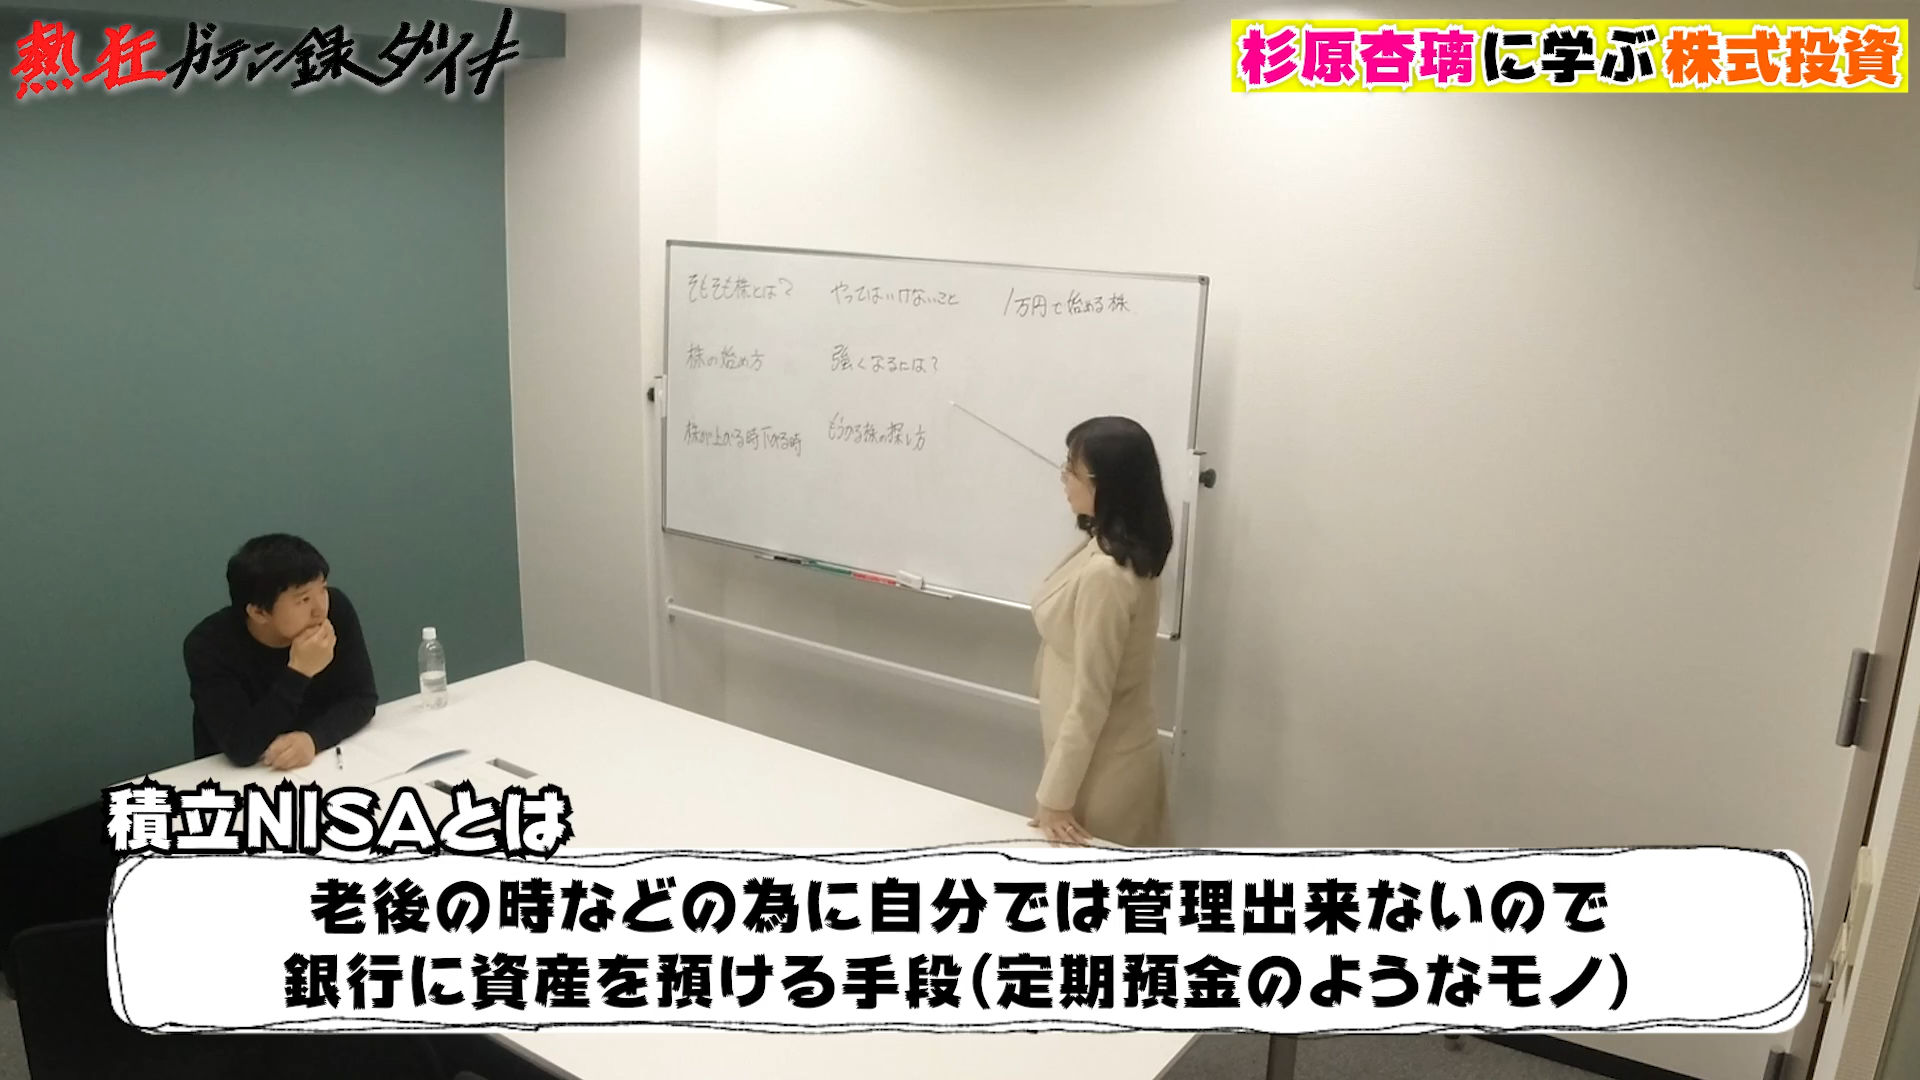 熱狂ガテン録ダイナ
杉原杏璃に学ぶ株式投資
そもそも株とは?
株の始め方
株が上がる時下がる時
やってはいけないこと
強くなるには?
もうかる株の探し方
1万円で始める株
積立NISAとは
老後の時などの為に自分では管理出来ないので
銀行に資産を預ける手段(定期預金のようなモノ)